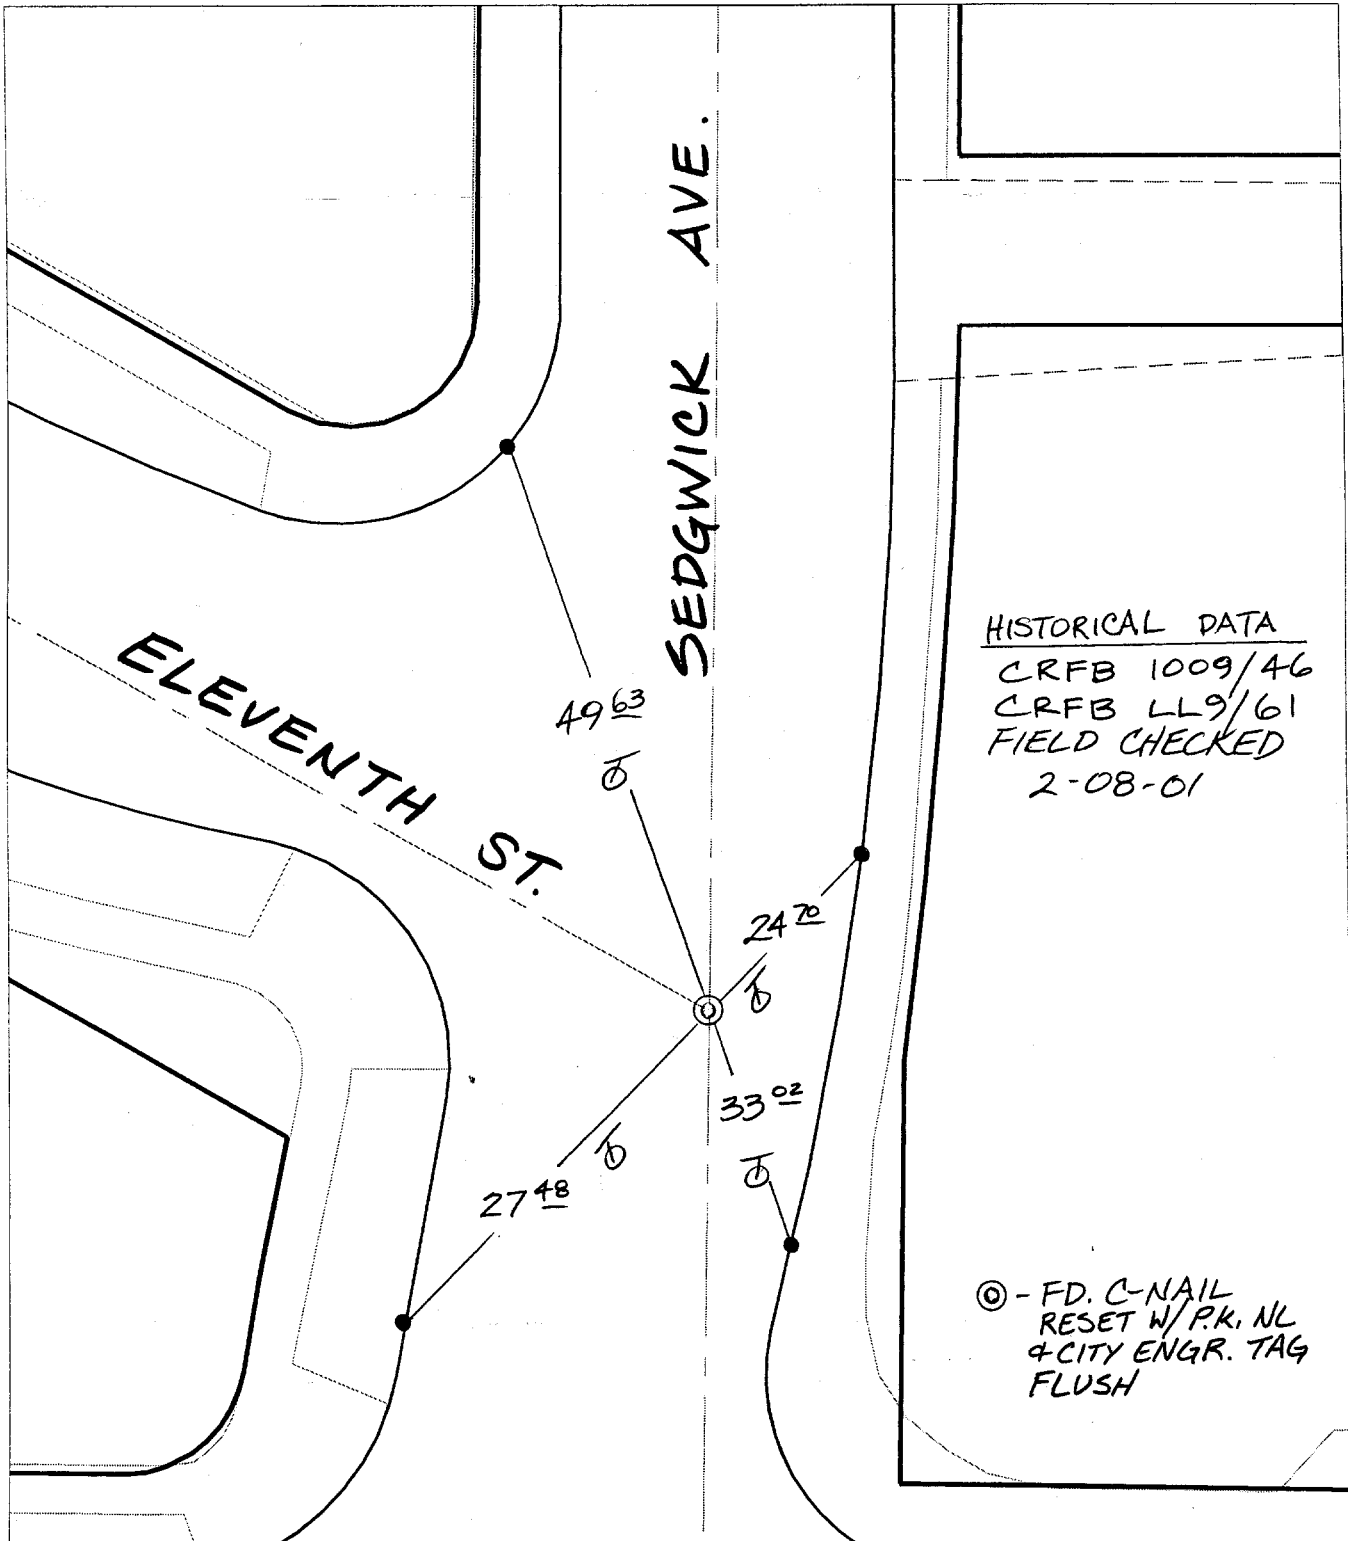 SEDGWICK AVE.
ELEVENTH ST.
49 63
24 70
33 02
27 48
HISTORICAL DATA
CRFB 1009/46
CRFB LL9/61
FIELD CHECKED
2-08-01
- FD. C-NAIL
RESET W/ P.K. NL
& CITY ENGR. TAG
FLUSH